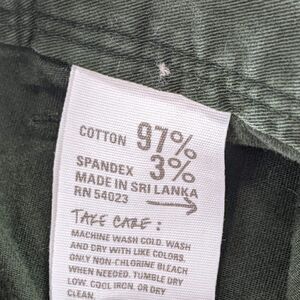 COTTON 97%
SPANDEX 3%
MADE IN SRI LANKA
RN 54023
TAKE CARE :
MACHINE WASH COLD. WASH
AND DRY WITH LIKE COLORS.
ONLY NON-CHLORINE BLEACH
WHEN NEEDED. TUMBLE DRY
LOW. COOL IRON, OR DRY
CLEAN.